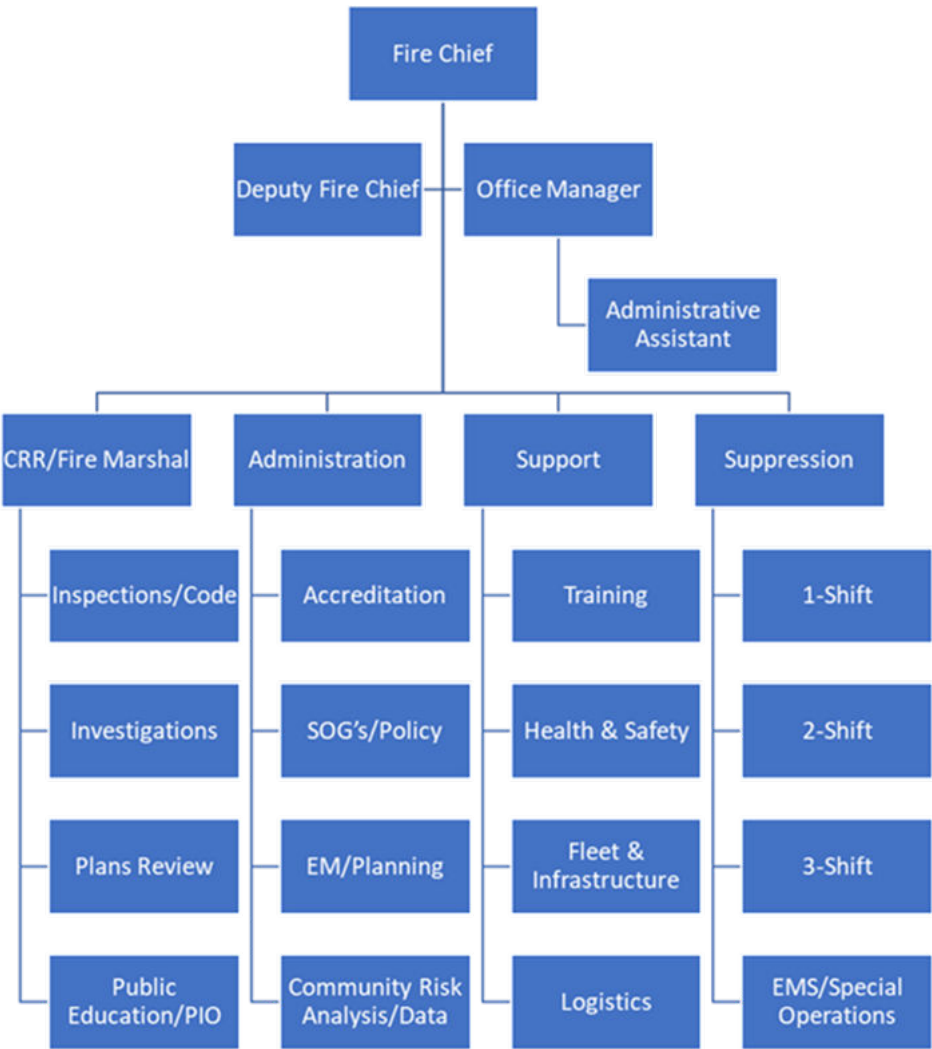 Fire Chief
Deputy Fire Chief
Office Manager
Administrative
Assistant
CRR/Fire Marshal
Administration
Support
Suppression
Inspections/Code
Accreditation
Training
1-Shift
Investigations
SOG's/Policy
Health & Safety
2-Shift
Plans Review
EM/Planning
Fleet &
Infrastructure
3-Shift
Public
Education/PIO
Community Risk
Analysis/Data
Logistics
EMS/Special
Operations